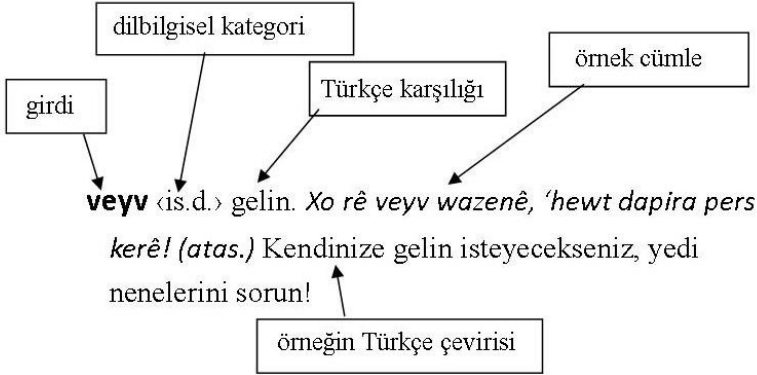 dilbilgisel kategori
örnek cümle
Türkçe karşılığı
girdi
veyv ‹is.d.› gelin. Xo rê veyv wazenê, ‘hewt dapira pers
kerê! (atas.) Kendinize gelin isteyecekseniz, yedi
nenelerini sorun!
örneğin Türkçe çevirisi